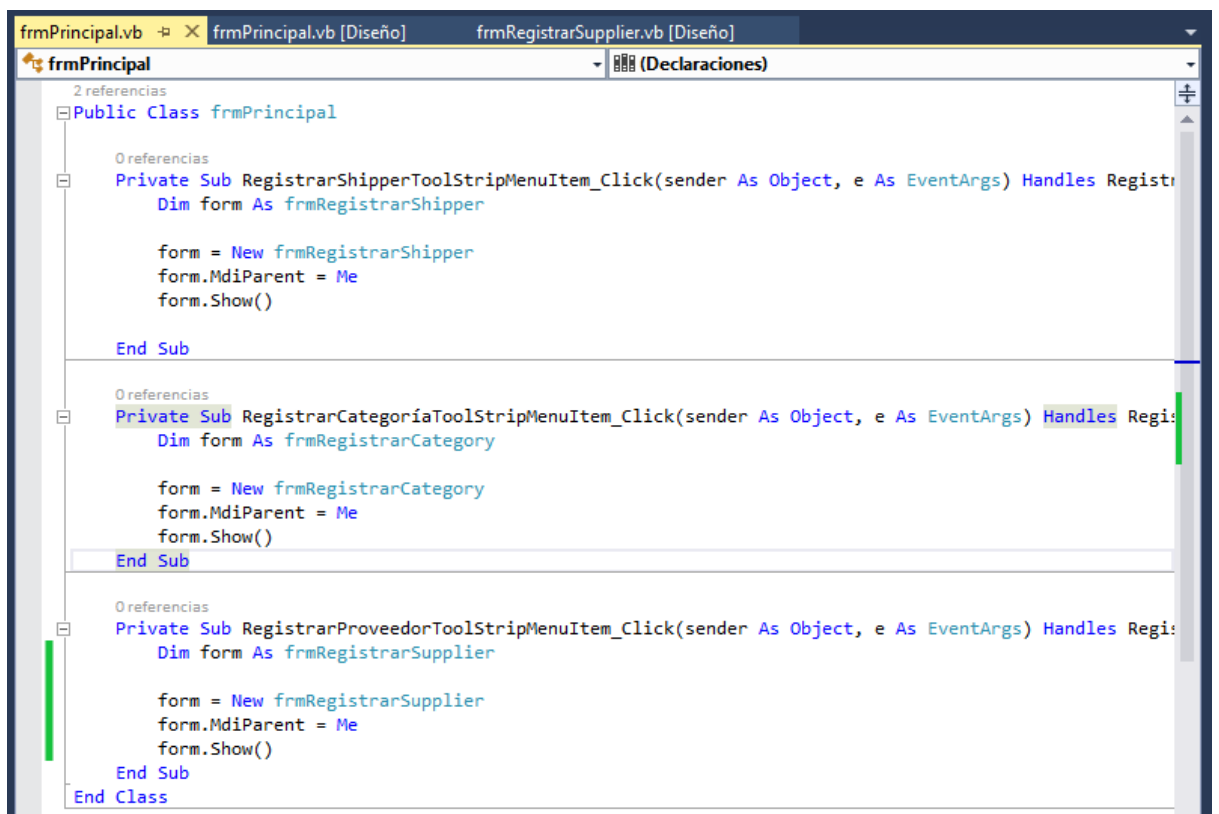 frmPrincipal.vb frmPrincipal.vb [Diseño] frmRegistrarSupplier.vb [Diseño]
frmPrincipal (Declaraciones)
2 referencias
Public Class frmPrincipal
0 referencias
Private Sub RegistrarShipperToolStripMenuItem_Click(sender As Object, e As EventArgs) Handles Registr
Dim form As frmRegistrarShipper
form = New frmRegistrarShipper
form.MdiParent = Me
form.Show()
End Sub
0 referencias
Private Sub RegistrarCategoríaToolStripMenuItem_Click(sender As Object, e As EventArgs) Handles Regis
Dim form As frmRegistrarCategory
form = New frmRegistrarCategory
form.MdiParent = Me
form.Show()
End Sub
0 referencias
Private Sub RegistrarProveedorToolStripMenuItem_Click(sender As Object, e As EventArgs) Handles Regis
Dim form As frmRegistrarSupplier
form = New frmRegistrarSupplier
form.MdiParent = Me
form.Show()
End Sub
End Class